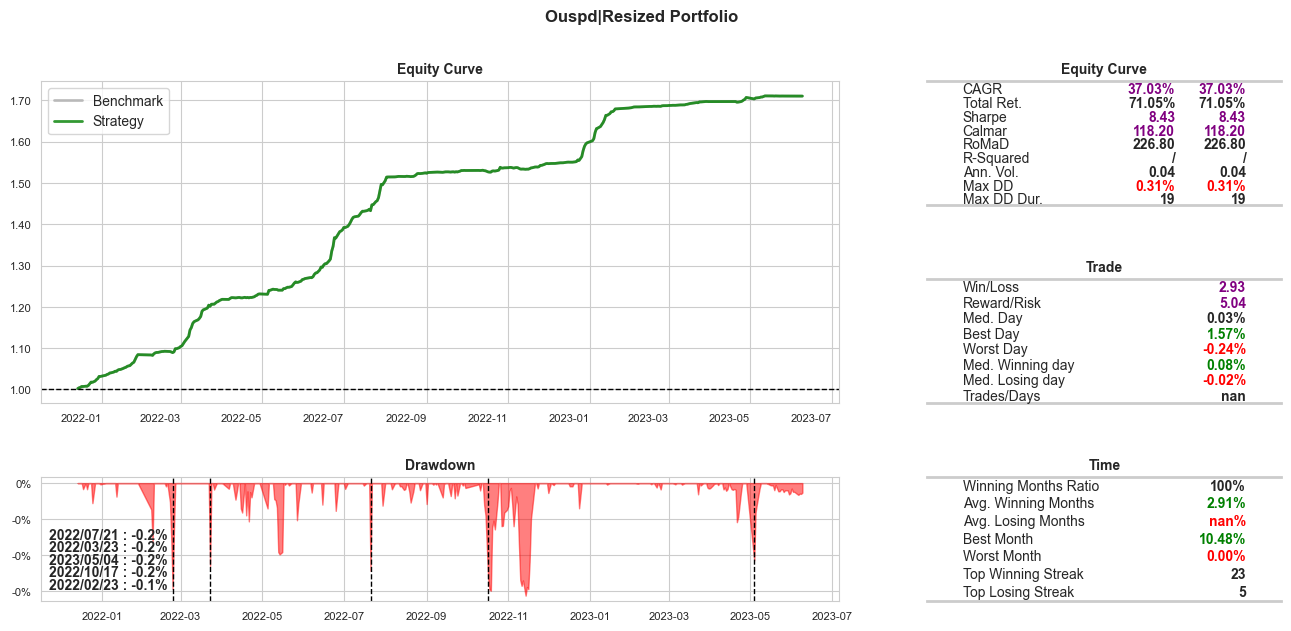 Ouspd|Resized Portfolio
Equity Curve
1.70
1.60
1.50
1.40
1.30
1.20
1.10
1.00
Benchmark
Strategy
2022-01 2022-03 2022-05 2022-07 2022-09 2022-11 2023-01 2023-03 2023-05 2023-07
Drawdown
0%
-0%
-0%
-0%
2022/07/21 : -0.2%
2022/03/23 : -0.2%
2023/05/04 : -0.2%
2022/10/17 : -0.2%
2022/02/23 : -0.1%
2022-01 2022-03 2022-05 2022-07 2022-09 2022-11 2023-01 2023-03 2023-05 2023-07
Equity Curve
CAGR 37.03% 37.03%
Total Ret. 71.05% 71.05%
Sharpe 8.43 8.43
Calmar 118.20 118.20
RoMaD 226.80 226.80
R-Squared / /
Ann. Vol. 0.04 0.04
Max DD 0.31% 0.31%
Max DD Dur. 19 19
Trade
Win/Loss 2.93
Reward/Risk 5.04
Med. Day 0.03%
Best Day 1.57%
Worst Day -0.24%
Med. Winning day 0.08%
Med. Losing day -0.02%
Trades/Days nan
Time
Winning Months Ratio 100%
Avg. Winning Months 2.91%
Avg. Losing Months nan%
Best Month 10.48%
Worst Month 0.00%
Top Winning Streak 23
Top Losing Streak 5